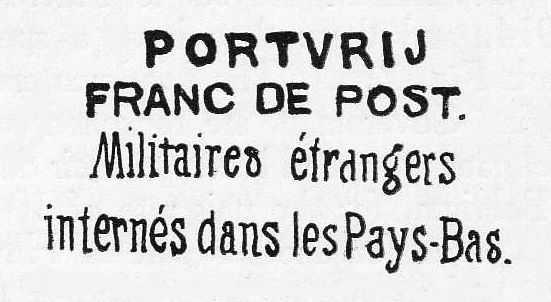 PORTVRIJ
FRANC DE POST.
Militaires étrangers
internés dans les Pays-Bas.